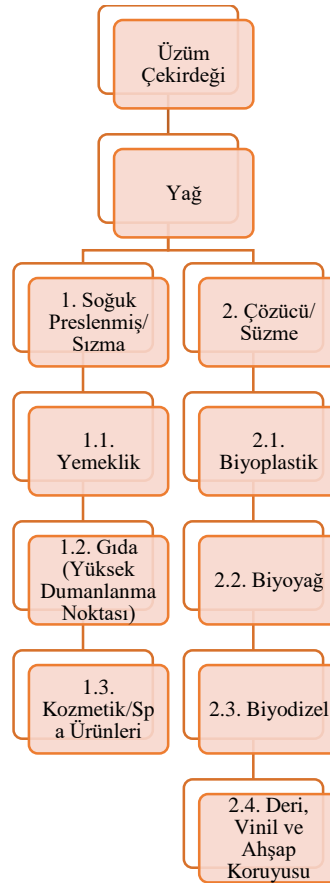 Üzüm
Çekirdeği
Yağ
1. Soğuk
Preslenmiş/
Sızma
2. Çözücü/
Süzme
1.1.
Yemeklik
2.1.
Biyoplastik
1.2. Gıda
(Yüksek
Dumanlanma
Noktası)
2.2. Biyoyağ
1.3.
Kozmetik/Sp
a Ürünleri
2.3. Biyodizel
2.4. Deri,
Vinil ve
Ahşap
Koruyusu